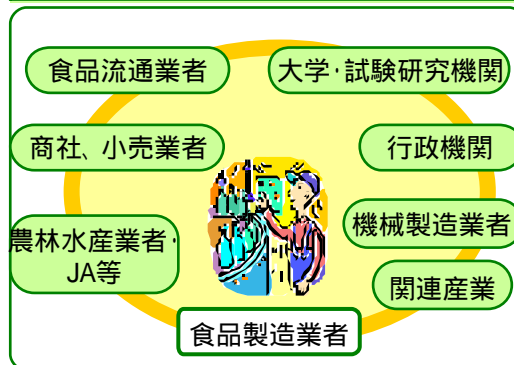 食品流通業者
大学・試験研究機関
商社、小売業者
行政機関
農林水産業者・
JA等
機械製造業者
関連産業
食品製造業者